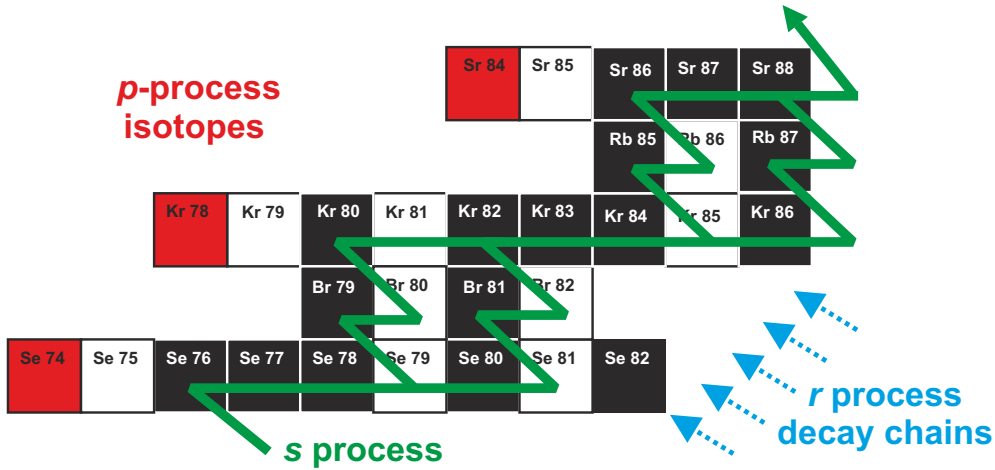 Sr 84 Sr 85 Sr 86 Sr 87 Sr 88
p-process
isotopes
Rb 85 Rb 86 Rb 87
Kr 78 Kr 79 Kr 80 Kr 81 Kr 82 Kr 83 Kr 84 Kr 85 Kr 86
Br 79 Br 80 Br 81 Br 82
Se 74 Se 75 Se 76 Se 77 Se 78 Se 79 Se 80 Se 81 Se 82
r process
decay chains
s process